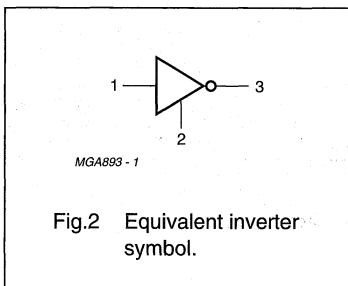 1
3
2
MGA893 - 1
Fig.2 Equivalent inverter
symbol.